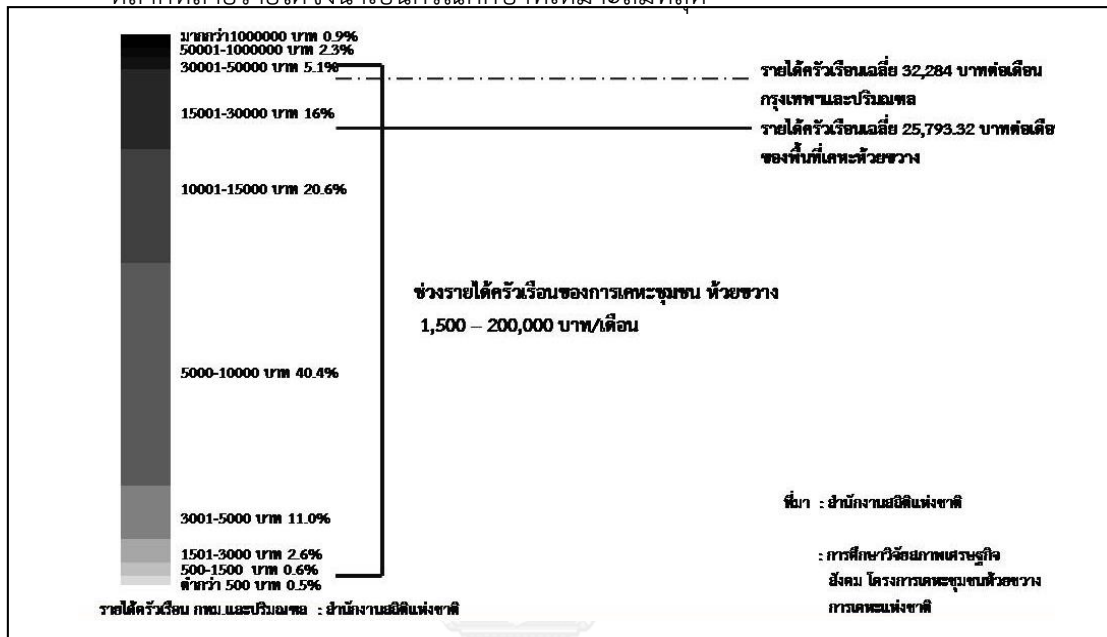 มากกว่า1000000 บาท 0.9%
50001-1000000 บาท 2.3%
30001-50000 บาท 5.1%
15001-30000 บาท 16%
10001-15000 บาท 20.6%
5000-10000 บาท 40.4%
3001-5000 บาท 11.0%
1501-3000 บาท 2.6%
500-1500 บาท 0.6%
ต่ำกว่า 500 บาท 0.5%
รายได้ครัวเรือน กทม.และปริมณฑล : สำนักงานสถิติแห่งชาติ
รายได้ครัวเรือนเฉลี่ย 32,284 บาทต่อเดือน
กรุงเทพฯและปริมณฑล
รายได้ครัวเรือนเฉลี่ย 25,793.32 บาทต่อเดือ
ของพื้นที่เคหะห้วยขวาง
ช่วงรายได้ครัวเรือนของการเคหะชุมชน ห้วยขวาง
1,500 – 200,000 บาท/เดือน
ที่มา : สำนักงานสถิติแห่งชาติ
: การศึกษาวิจัยสภาพเศรษฐกิจ
สังคม โครงการเคหะชุมชนห้วยขวาง
การเคหะแห่งชาติ